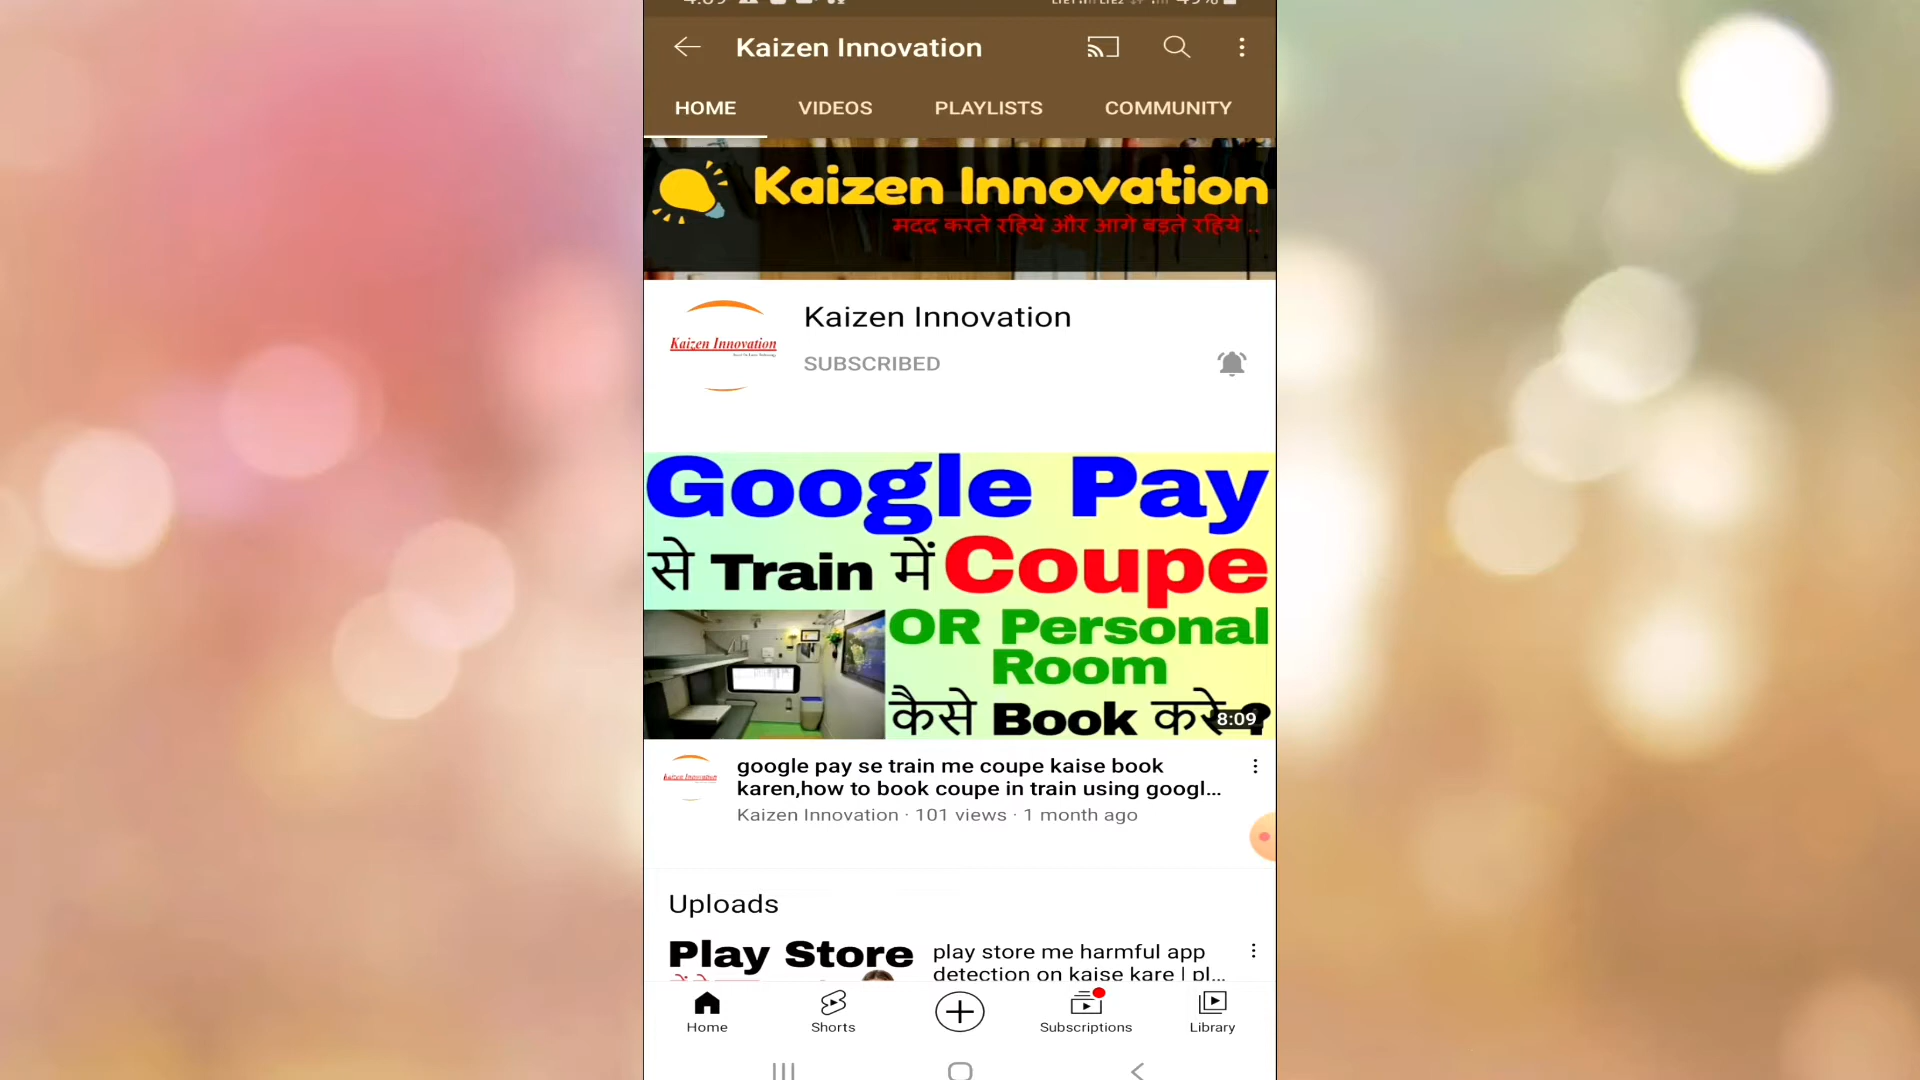 Kaizen Innovation
HOME VIDEOS PLAYLISTS COMMUNITY
Kaizen Innovation
मदद करते रहिये और आगे बड़ते रहिये ..
Kaizen Innovation
Kaizen Innovation
SUBSCRIBED
Google Pay
से Train में Coupe
OR Personal
Room
कैसे Book करे ?
8:09
google pay se train me coupe kaise book
karen,how to book coupe in train using googl...
Kaizen Innovation · 101 views · 1 month ago
Uploads
Play Store
play store me harmful app
detection on kaise kare | pl...
Home Shorts Subscriptions Library